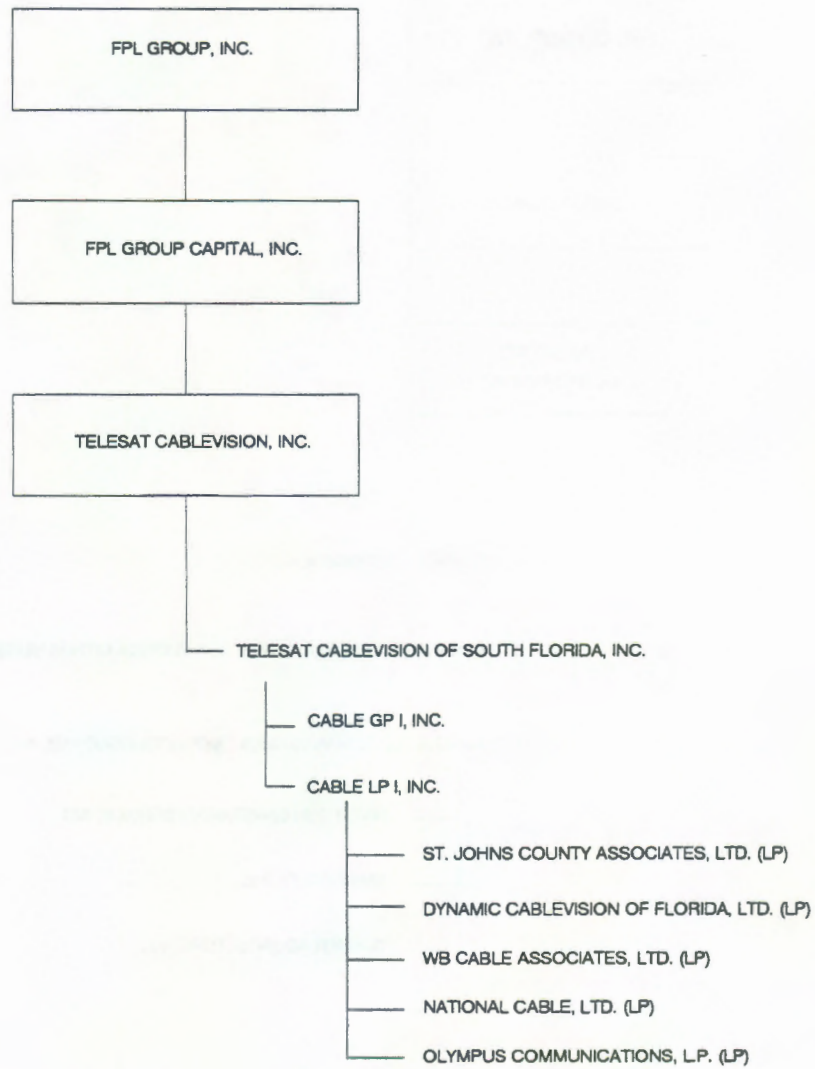 FPL GROUP, INC.
FPL GROUP CAPITAL, INC.
TELESAT CABLEVISION, INC.
TELESAT CABLEVISION OF SOUTH FLORIDA, INC.
CABLE GP I, INC.
CABLE LP I, INC.
ST. JOHNS COUNTY ASSOCIATES, LTD. (LP)
DYNAMIC CABLEVISION OF FLORIDA, LTD. (LP)
WB CABLE ASSOCIATES, LTD. (LP)
NATIONAL CABLE, LTD. (LP)
OLYMPUS COMMUNICATIONS, L.P. (LP)